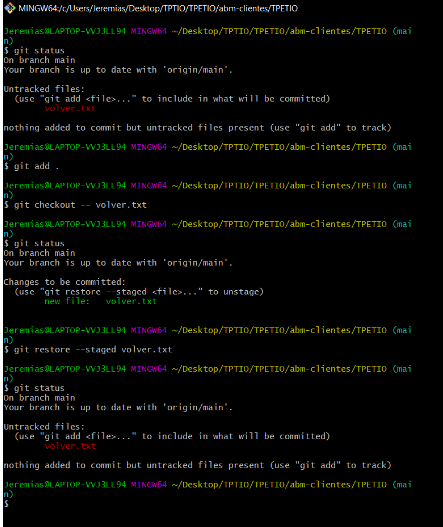 MINGW64:/c/Users/Jeremias/Desktop/TPTIO/TPETIO/abm-clientes/TPETIO
Jeremias@LAPTOP-VVJ3LL94 MINGW64 ~/Desktop/TPTIO/TPETIO/abm-clientes/TPETIO (mai
n)
$ git status
On branch main
Your branch is up to date with 'origin/main'.
Untracked files:
(use "git add <file>..." to include in what will be committed)
volver.txt
nothing added to commit but untracked files present (use "git add" to track)
Jeremias@LAPTOP-VVJ3LL94 MINGW64 ~/Desktop/TPTIO/TPETIO/abm-clientes/TPETIO (mai
n)
$ git add .
Jeremias@LAPTOP-VVJ3LL94 MINGW64 ~/Desktop/TPTIO/TPETIO/abm-clientes/TPETIO (mai
n)
$ git checkout -- volver.txt
Jeremias@LAPTOP-VVJ3LL94 MINGW64 ~/Desktop/TPTIO/TPETIO/abm-clientes/TPETIO (mai
n)
$ git status
On branch main
Your branch is up to date with 'origin/main'.
Changes to be committed:
(use "git restore --staged <file>..." to unstage)
new file:   volver.txt
Jeremias@LAPTOP-VVJ3LL94 MINGW64 ~/Desktop/TPTIO/TPETIO/abm-clientes/TPETIO (mai
n)
$ git restore --staged volver.txt
Jeremias@LAPTOP-VVJ3LL94 MINGW64 ~/Desktop/TPTIO/TPETIO/abm-clientes/TPETIO (mai
n)
$ git status
On branch main
Your branch is up to date with 'origin/main'.
Untracked files:
(use "git add <file>..." to include in what will be committed)
volver.txt
nothing added to commit but untracked files present (use "git add" to track)
Jeremias@LAPTOP-VVJ3LL94 MINGW64 ~/Desktop/TPTIO/TPETIO/abm-clientes/TPETIO (mai
n)
$